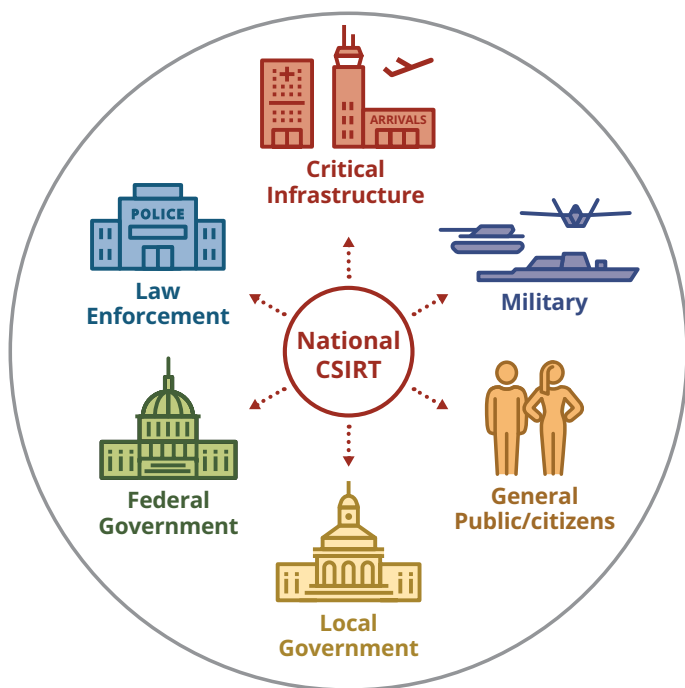 ARRIVALS
Critical
Infrastructure
POLICE
Law
Enforcement
Military
National
CSIRT
Federal
Government
General
Public/citizens
Local
Government